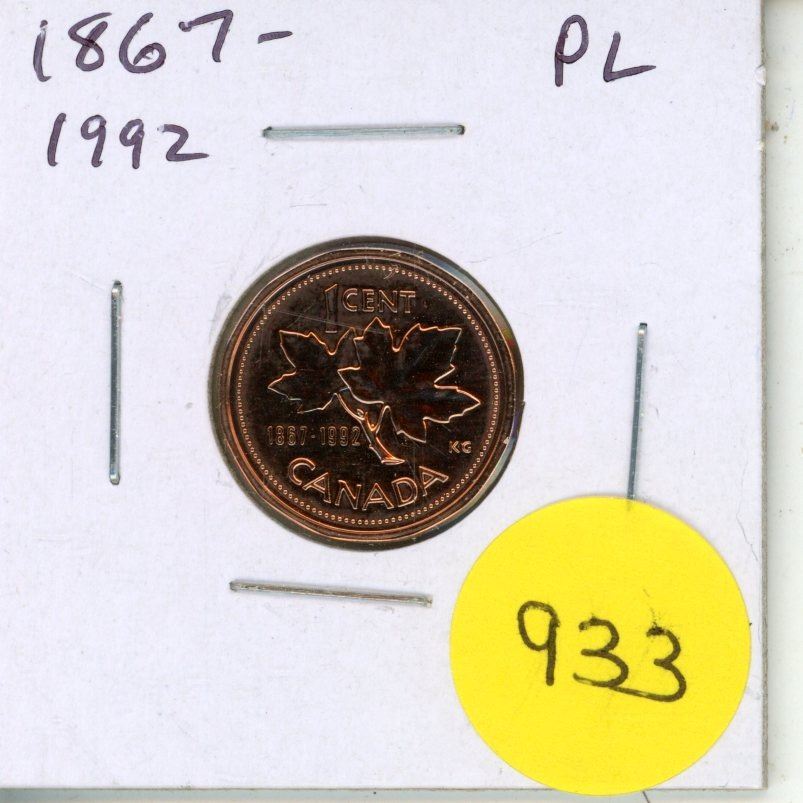 1867-
1992
PL
1 CENT
1867-1992
KG
CANADA
933